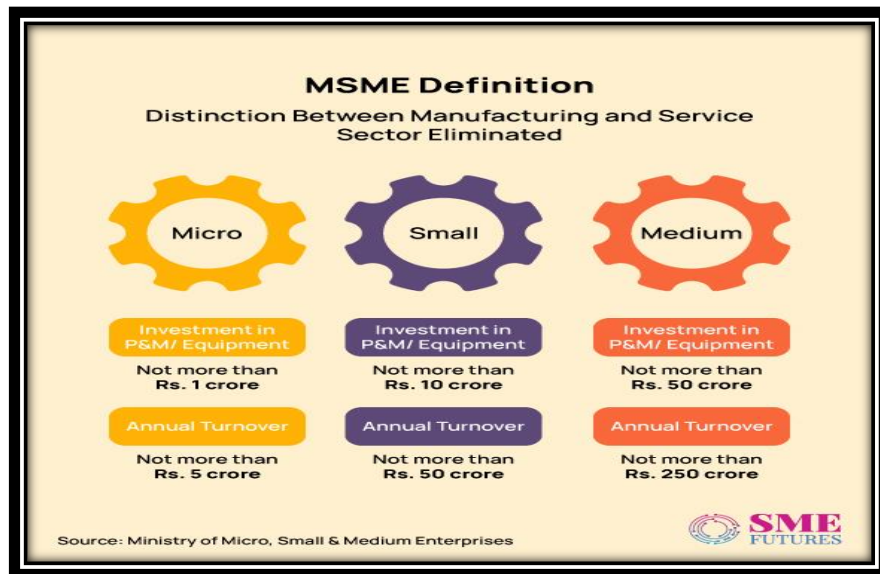 MSME Definition
Distinction Between Manufacturing and Service
Sector Eliminated
Micro
Small
Medium
Investment in
P&M/ Equipment
Investment in
P&M/ Equipment
Investment in
P&M/ Equipment
Not more than
Rs. 1 crore
Not more than
Rs. 10 crore
Not more than
Rs. 50 crore
Annual Turnover
Annual Turnover
Annual Turnover
Not more than
Rs. 5 crore
Not more than
Rs. 50 crore
Not more than
Rs. 250 crore
Source: Ministry of Micro, Small & Medium Enterprises
SME
FUTURES